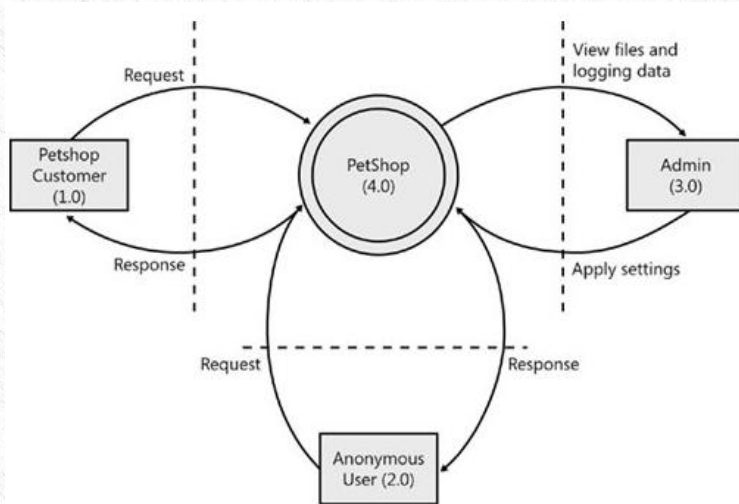 View files and
logging data
Request
Petshop
Customer
(1.0)
PetShop
(4.0)
Admin
(3.0)
Response
Apply settings
Request
Response
Anonymous
User (2.0)